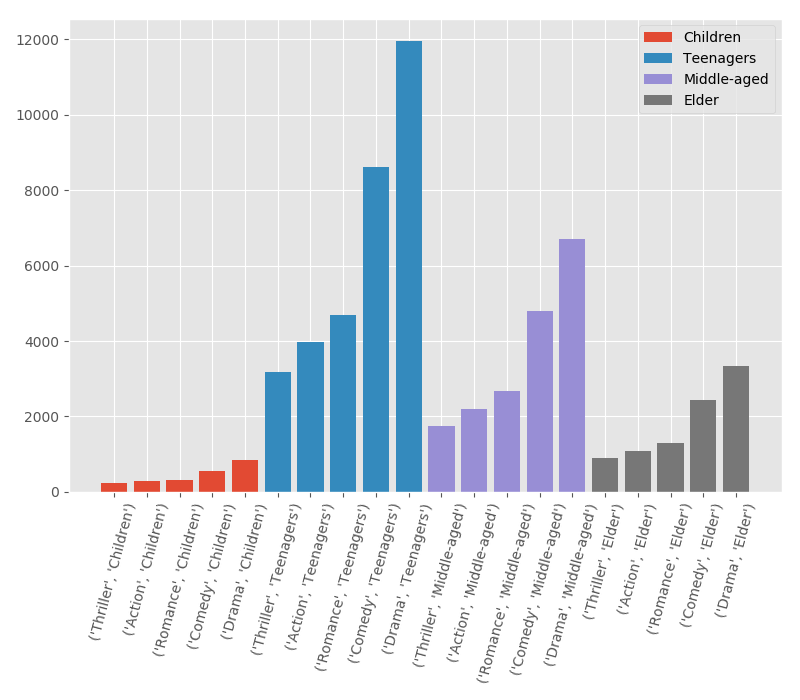 12000
10000
8000
6000
4000
2000
0
Children
Teenagers
Middle-aged
Elder
('Thriller', 'Children')
('Action', 'Children')
('Romance', 'Children')
('Comedy', 'Children')
('Drama', 'Children')
('Thriller', 'Teenagers')
('Action', 'Teenagers')
('Romance', 'Teenagers')
('Comedy', 'Teenagers')
('Drama', 'Teenagers')
('Thriller', 'Middle-aged')
('Action', 'Middle-aged')
('Romance', 'Middle-aged')
('Comedy', 'Middle-aged')
('Drama', 'Middle-aged')
('Thriller', 'Elder')
('Action', 'Elder')
('Romance', 'Elder')
('Comedy', 'Elder')
('Drama', 'Elder')